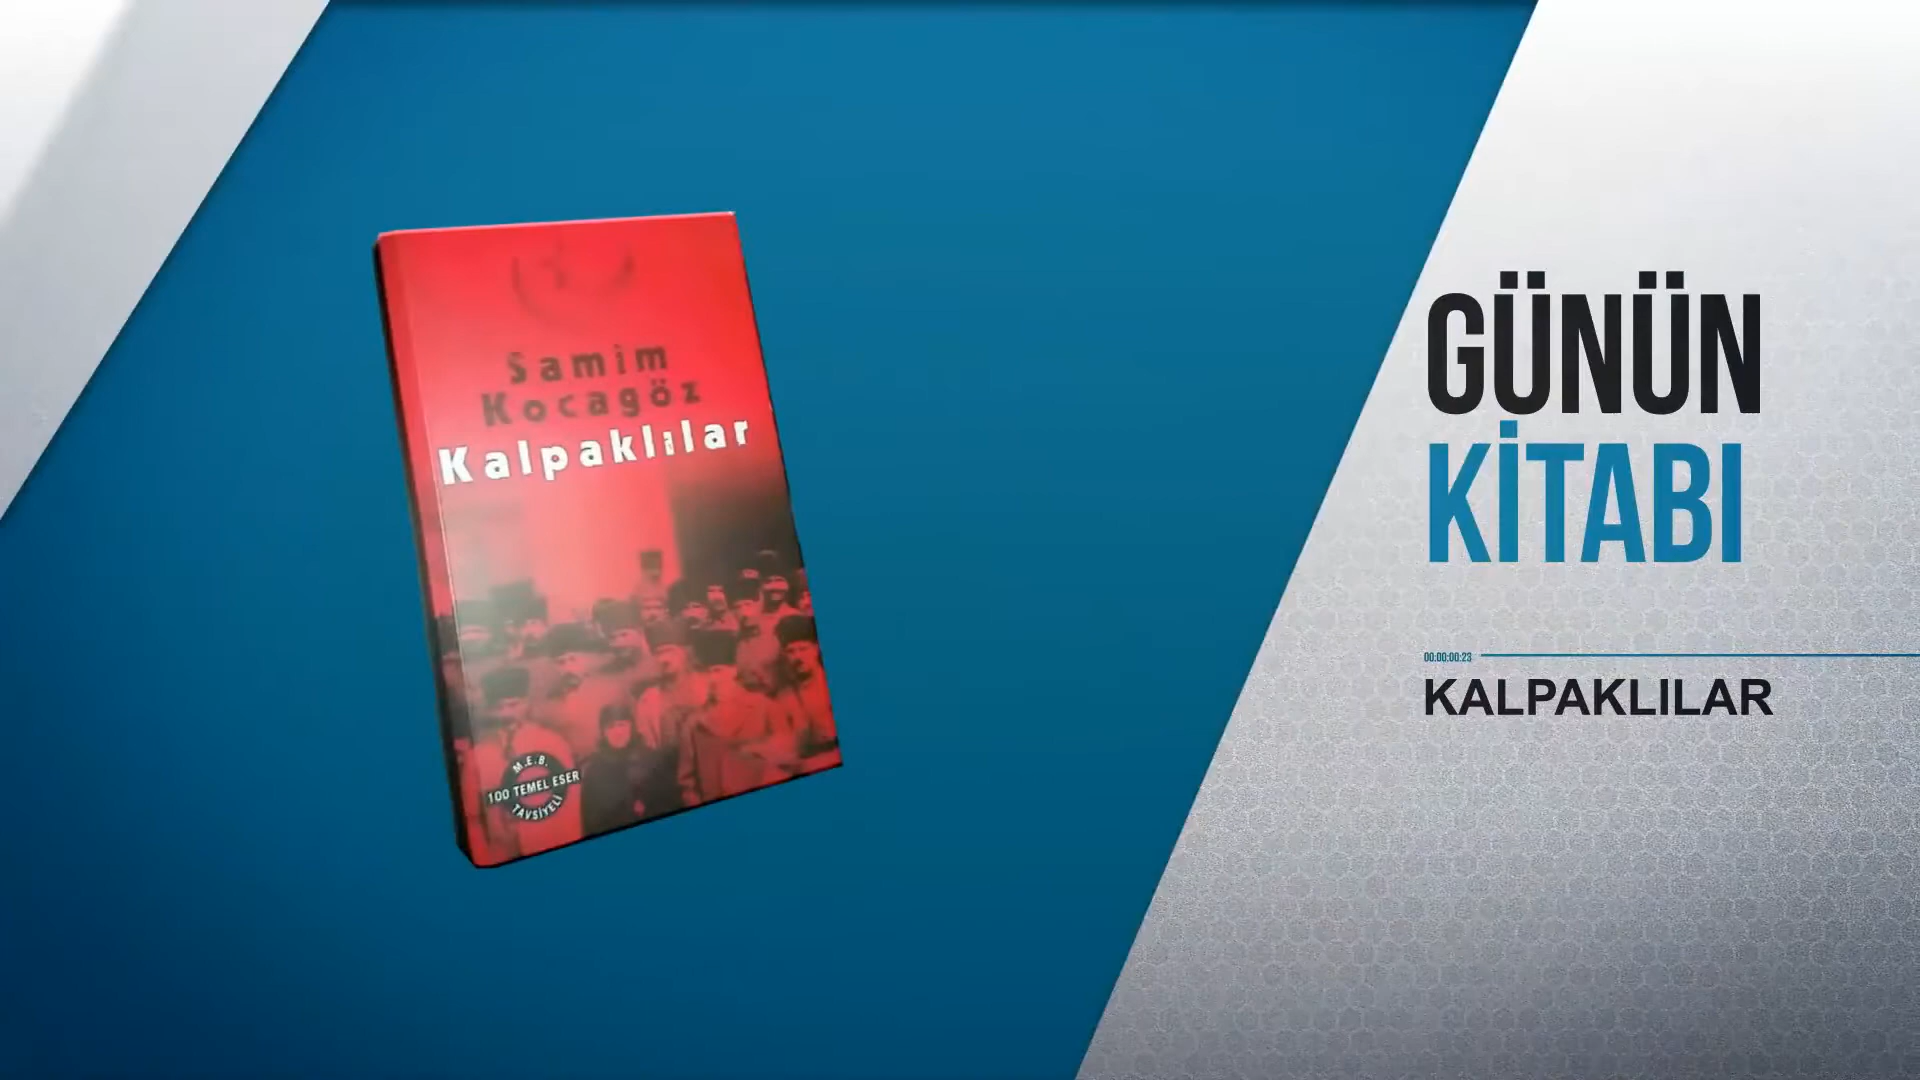 Samim
Kocagöz
Kalpaklılar
M.E.B.
100 TEMEL ESER
TAVSİYELİ
GÜNÜN
KİTABI
00:00:00:23
KALPAKLILAR